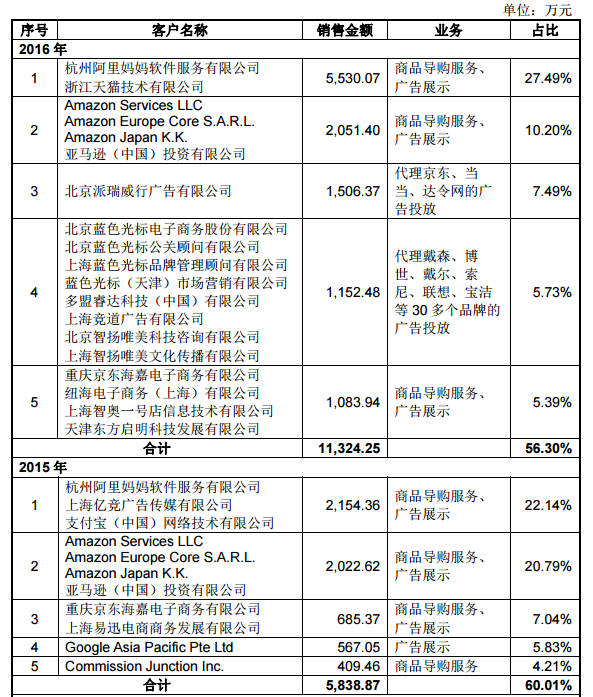 单位：万元
序号 客户名称 销售金额 业务 占比
2016 年
1 杭州阿里妈妈软件服务有限公司 5,530.07 商品导购服务、 27.49%
浙江天猫技术有限公司 广告展示
Amazon Services LLC
Amazon Europe Core S.A.R.L. 商品导购服务、
2 2,051.40 10.20%
Amazon Japan K.K. 广告展示
亚马逊（中国）投资有限公司
代理京东、当
3 北京派瑞威行广告有限公司 1,506.37 当、达令网的广 7.49%
告投放
北京蓝色光标电子商务股份有限公司
北京蓝色光标公关顾问有限公司
上海蓝色光标品牌管理顾问有限公司 代理戴森、博
蓝色光标（天津）市场营销有限公司 世、戴尔、索
4 1,152.48 5.73%
多盟睿达科技（中国）有限公司 尼、联想、宝洁
上海竞道广告有限公司 等 30 多个品牌的
北京智扬唯美科技咨询有限公司 广告投放
上海智扬唯美文化传播有限公司
重庆京东海嘉电子商务有限公司
纽海电子商务（上海）有限公司 商品导购服务、
5 1,083.94 5.39%
上海智奥一号店信息技术有限公司 广告展示
天津东方启明科技发展有限公司
合计 11,324.25 56.30%
2015 年
杭州阿里妈妈软件服务有限公司
1 上海亿竞广告传媒有限公司 2,154.36 商品导购服务、 22.14%
支付宝（中国）网络技术有限公司 广告展示
Amazon Services LLC
Amazon Europe Core S.A.R.L. 商品导购服务、
2 2,022.62 20.79%
Amazon Japan K.K. 广告展示
亚马逊（中国）投资有限公司
3 重庆京东海嘉电子商务有限公司 685.37 商品导购服务、 7.04%
上海易迅电商商务发展有限公司 广告展示
4 Google Asia Pacific Pte Ltd 567.05 广告展示 5.83%
5 Commission Junction Inc. 409.46 商品导购服务 4.21%
合计 5,838.87 60.01%